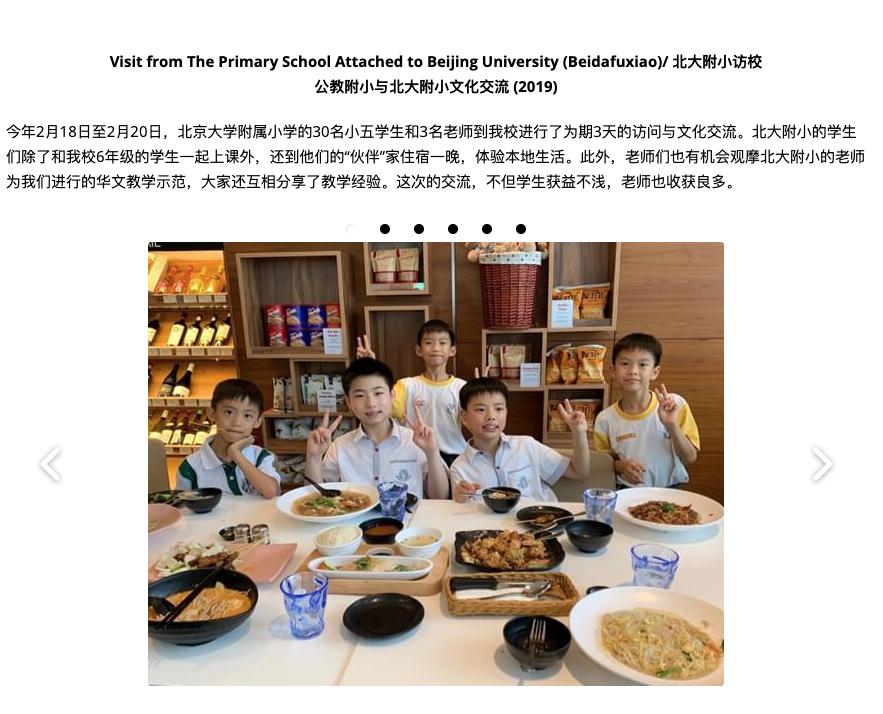 Visit from The Primary School Attached to Beijing University (Beidafuxiao)/ 北大附小访校
公教附小与北大附小文化交流 (2019)
今年2月18日至2月20日，北京大学附属小学的30名小五学生和3名老师到我校进行了为期3天的访问与文化交流。北大附小的学生
们除了和我校6年级的学生一起上课外，还到他们的“伙伴”家住宿一晚，体验本地生活。此外，老师们也有机会观摩北大附小的老师
为我们进行的华文教学示范，大家还互相分享了教学经验。这次的交流，不但学生获益不浅，老师也收获良多。